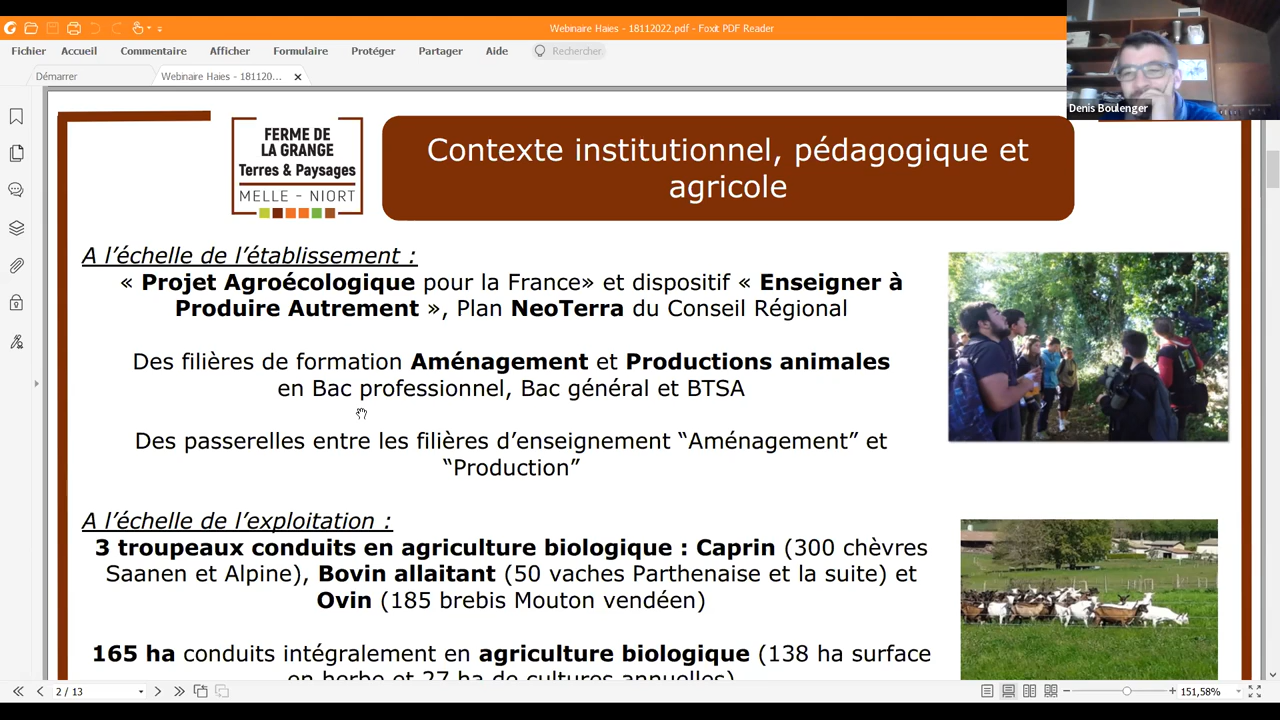 Webinaire Haies - 18112022.pdf - Foxit PDF Reader
Fichier Accueil Commentaire Afficher Formulaire Protéger Partager Aide Rechercher
Démarrer Webinaire Haies - 18112o...
Denis Boulenger
FERME DE
LA GRANGE
Terres & Paysages
MELLE - NIORT
Contexte institutionnel, pédagogique et
agricole
A l’échelle de l’établissement :
« Projet Agroécologique pour la France» et dispositif « Enseigner à
Produire Autrement », Plan NeoTerra du Conseil Régional
Des filières de formation Aménagement et Productions animales
en Bac professionnel, Bac général et BTSA
Des passerelles entre les filières d’enseignement “Aménagement” et
“Production”
A l’échelle de l’exploitation :
3 troupeaux conduits en agriculture biologique : Caprin (300 chèvres
Saanen et Alpine), Bovin allaitant (50 vaches Parthenaise et la suite) et
Ovin (185 brebis Mouton vendéen)
165 ha conduits intégralement en agriculture biologique (138 ha surface
en herbe et 27 ha de cultures annuelles)
2 / 13
151,58%